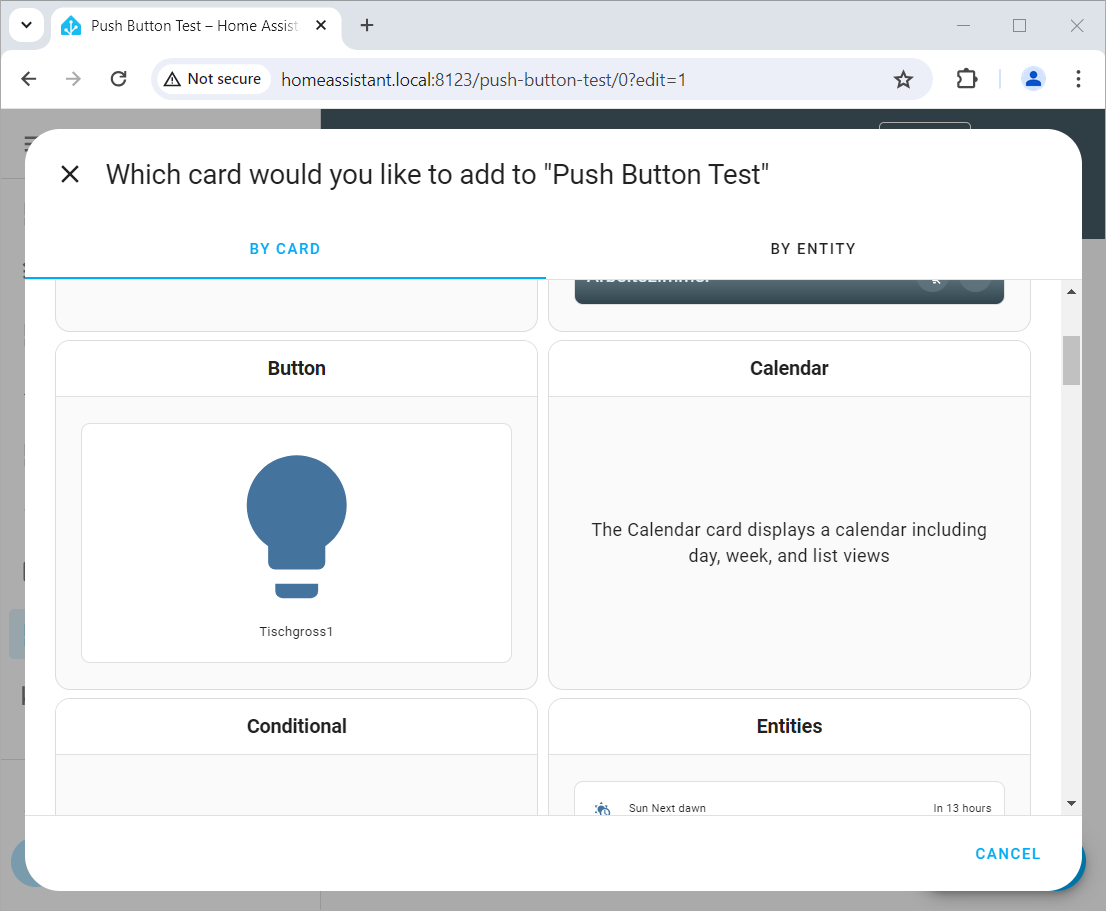 Push Button Test – Home Assist
Not secure
homeassistant.local:8123/push-button-test/0?edit=1
Which card would you like to add to "Push Button Test"
BY CARD
BY ENTITY
Button
Calendar
Tischgross1
The Calendar card displays a calendar including
day, week, and list views
Conditional
Entities
Sun Next dawn
In 13 hours
CANCEL